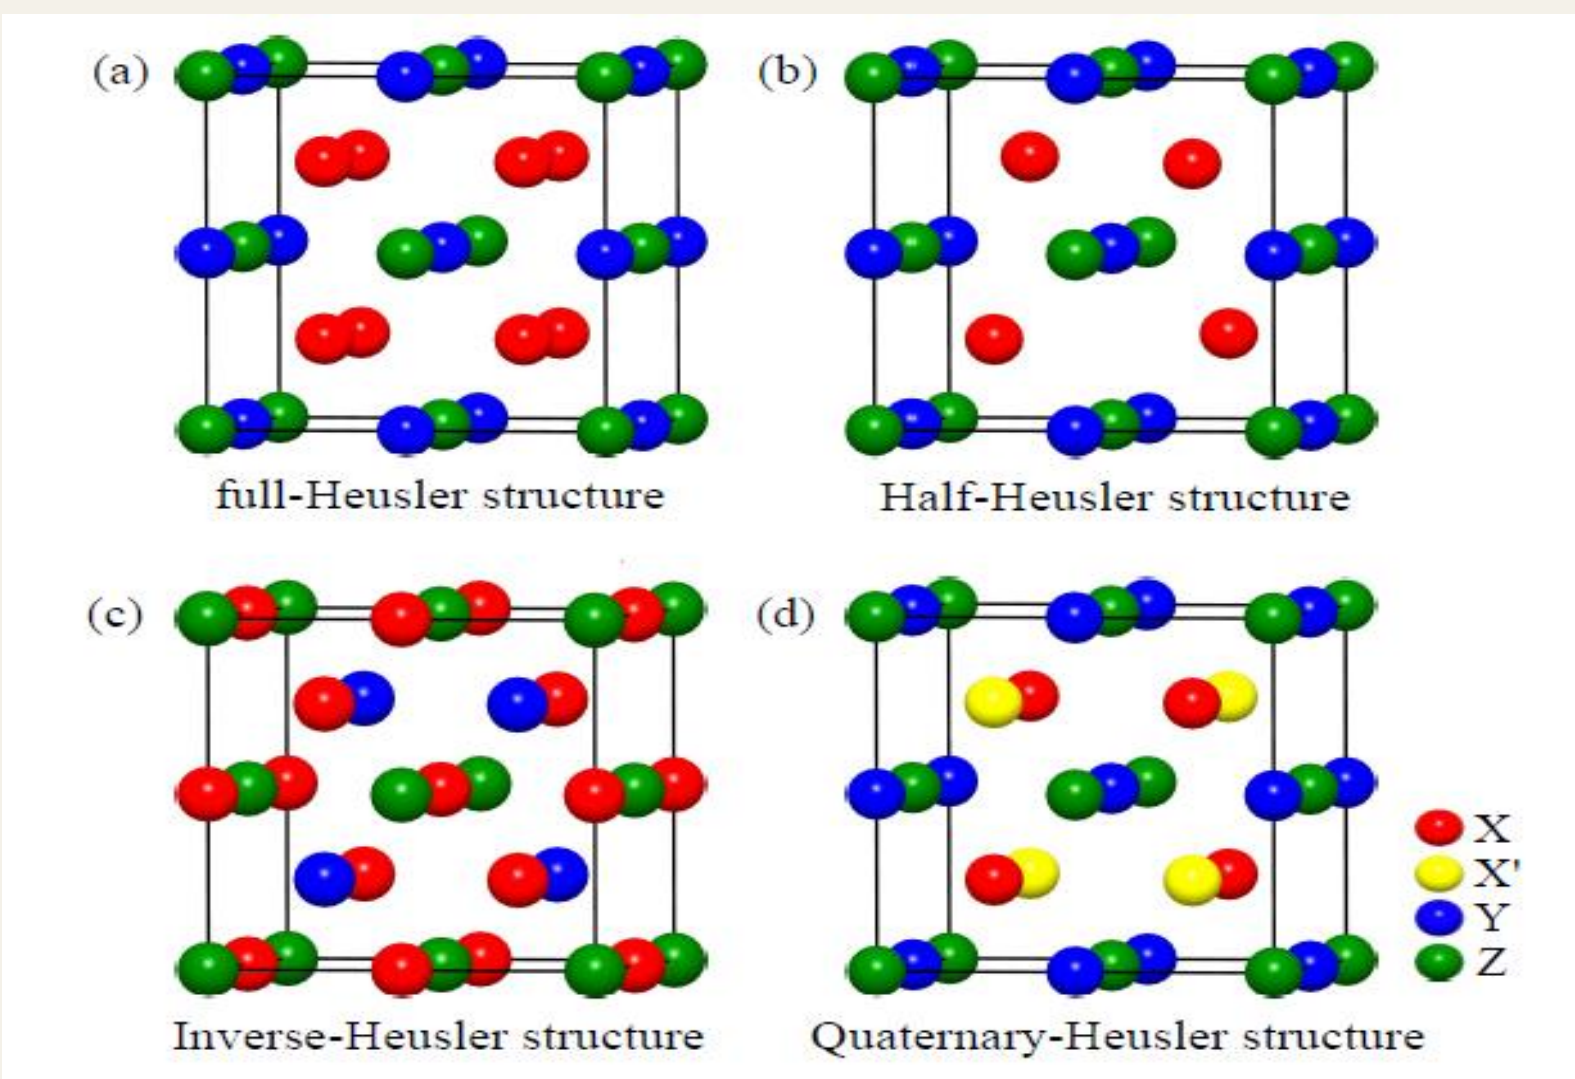 (a)
(b)
full-Heusler structure
Half-Heusler structure
(c)
(d)
X
X'
Y
Z
Inverse-Heusler structure
Quaternary-Heusler structure